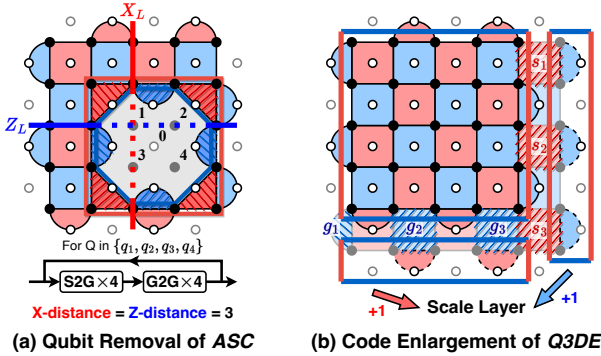 X_L
Z_L
1 2
0
3 4
For Q in {q₁, q₂, q₃, q₄}
S2G×4 G2G×4
X-distance = Z-distance = 3
(a) Qubit Removal of ASC
s₁
s₂
g₁ g₂ g₃ s₃
+1 Scale Layer +1
(b) Code Enlargement of Q3DE